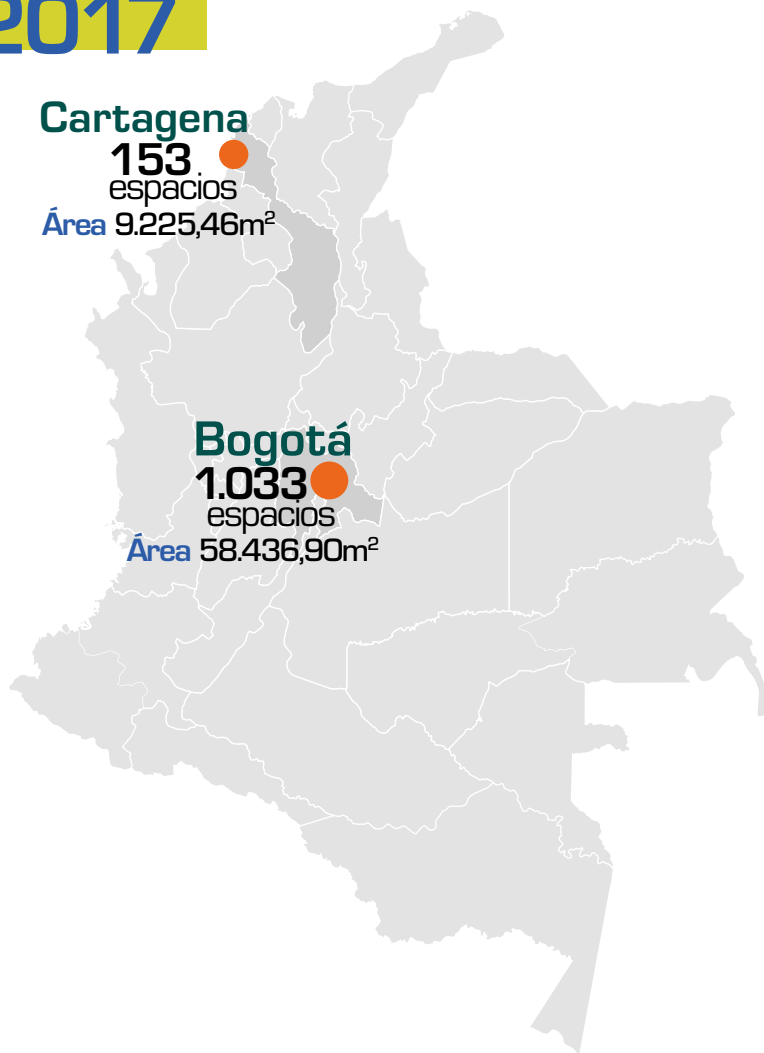 2017
Cartagena
153
espacios
Área 9.225,46m²
Bogotá
1.033
espacios
Área 58.436,90m²